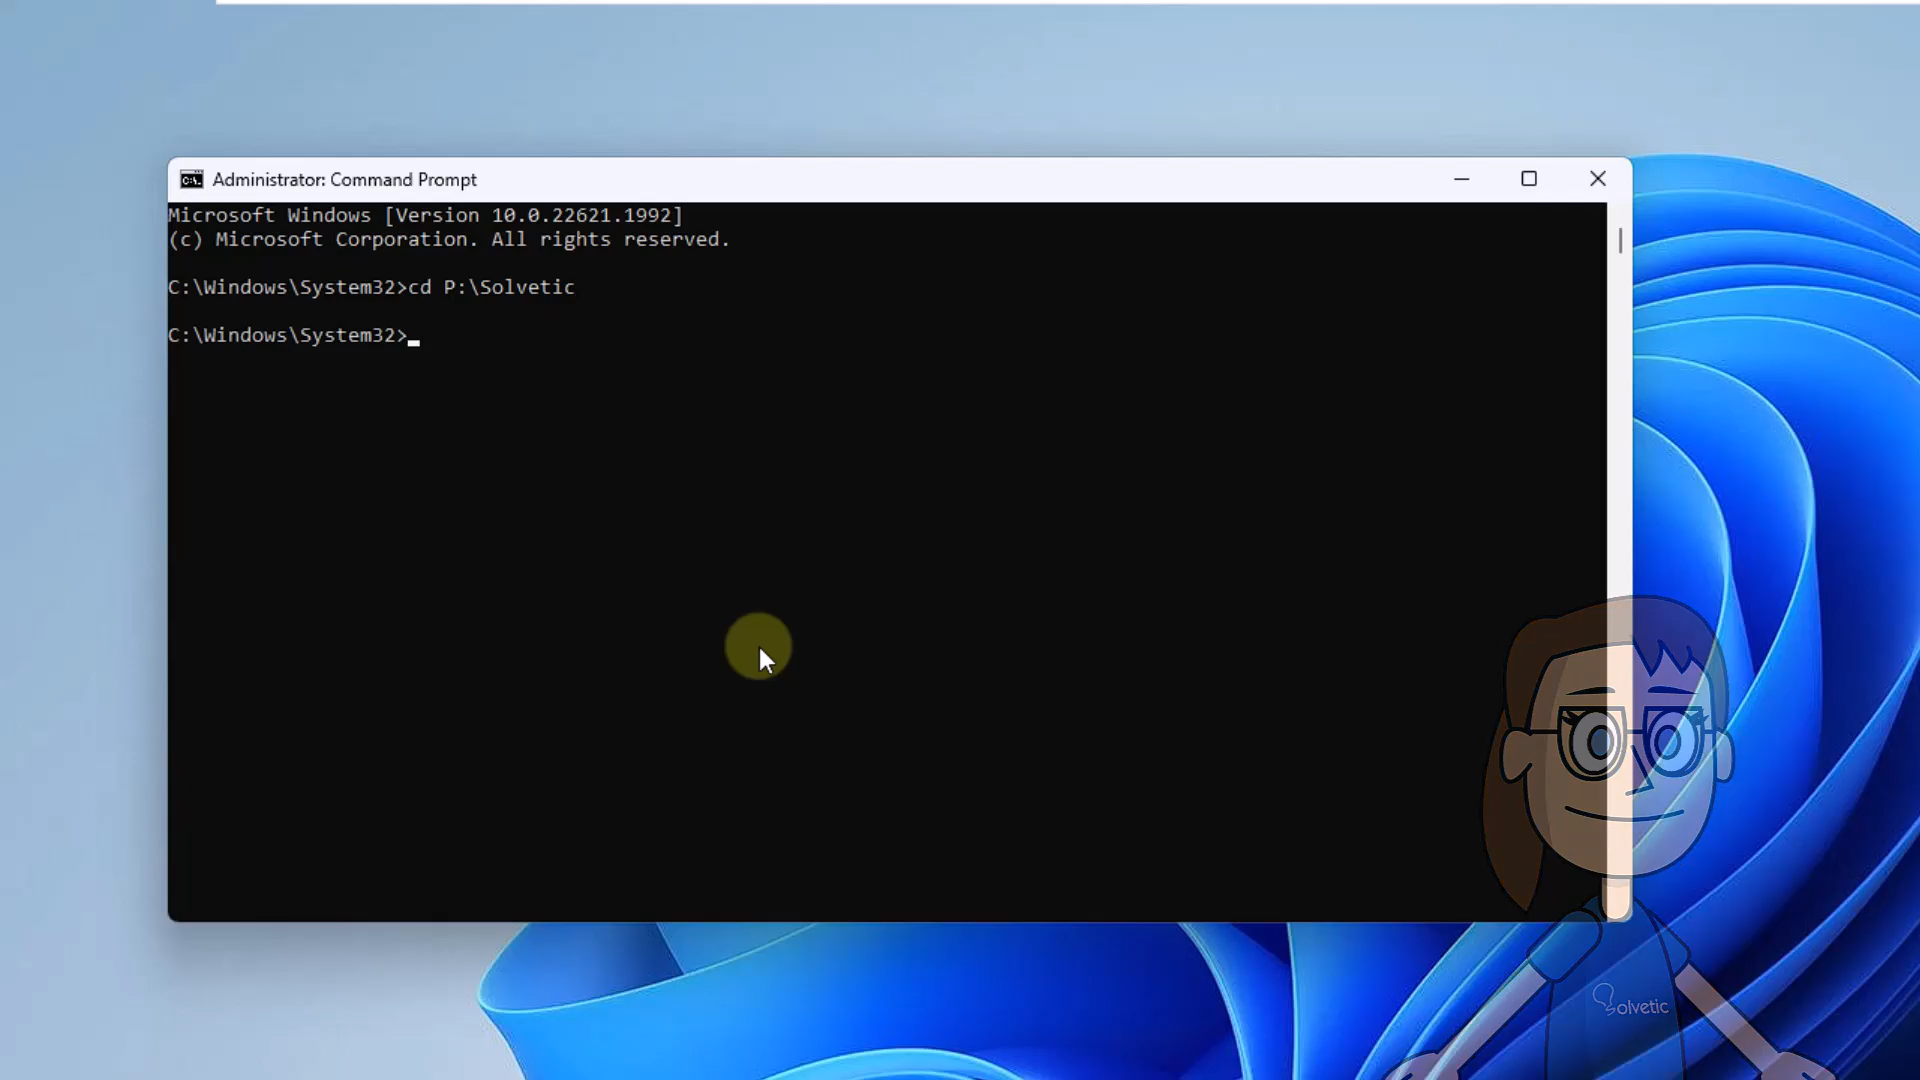 Administrator: Command Prompt
Microsoft Windows [Version 10.0.22621.1992]
(c) Microsoft Corporation. All rights reserved.
C:\Windows\System32>cd P:\Solvetic
C:\Windows\System32>
Solvetic